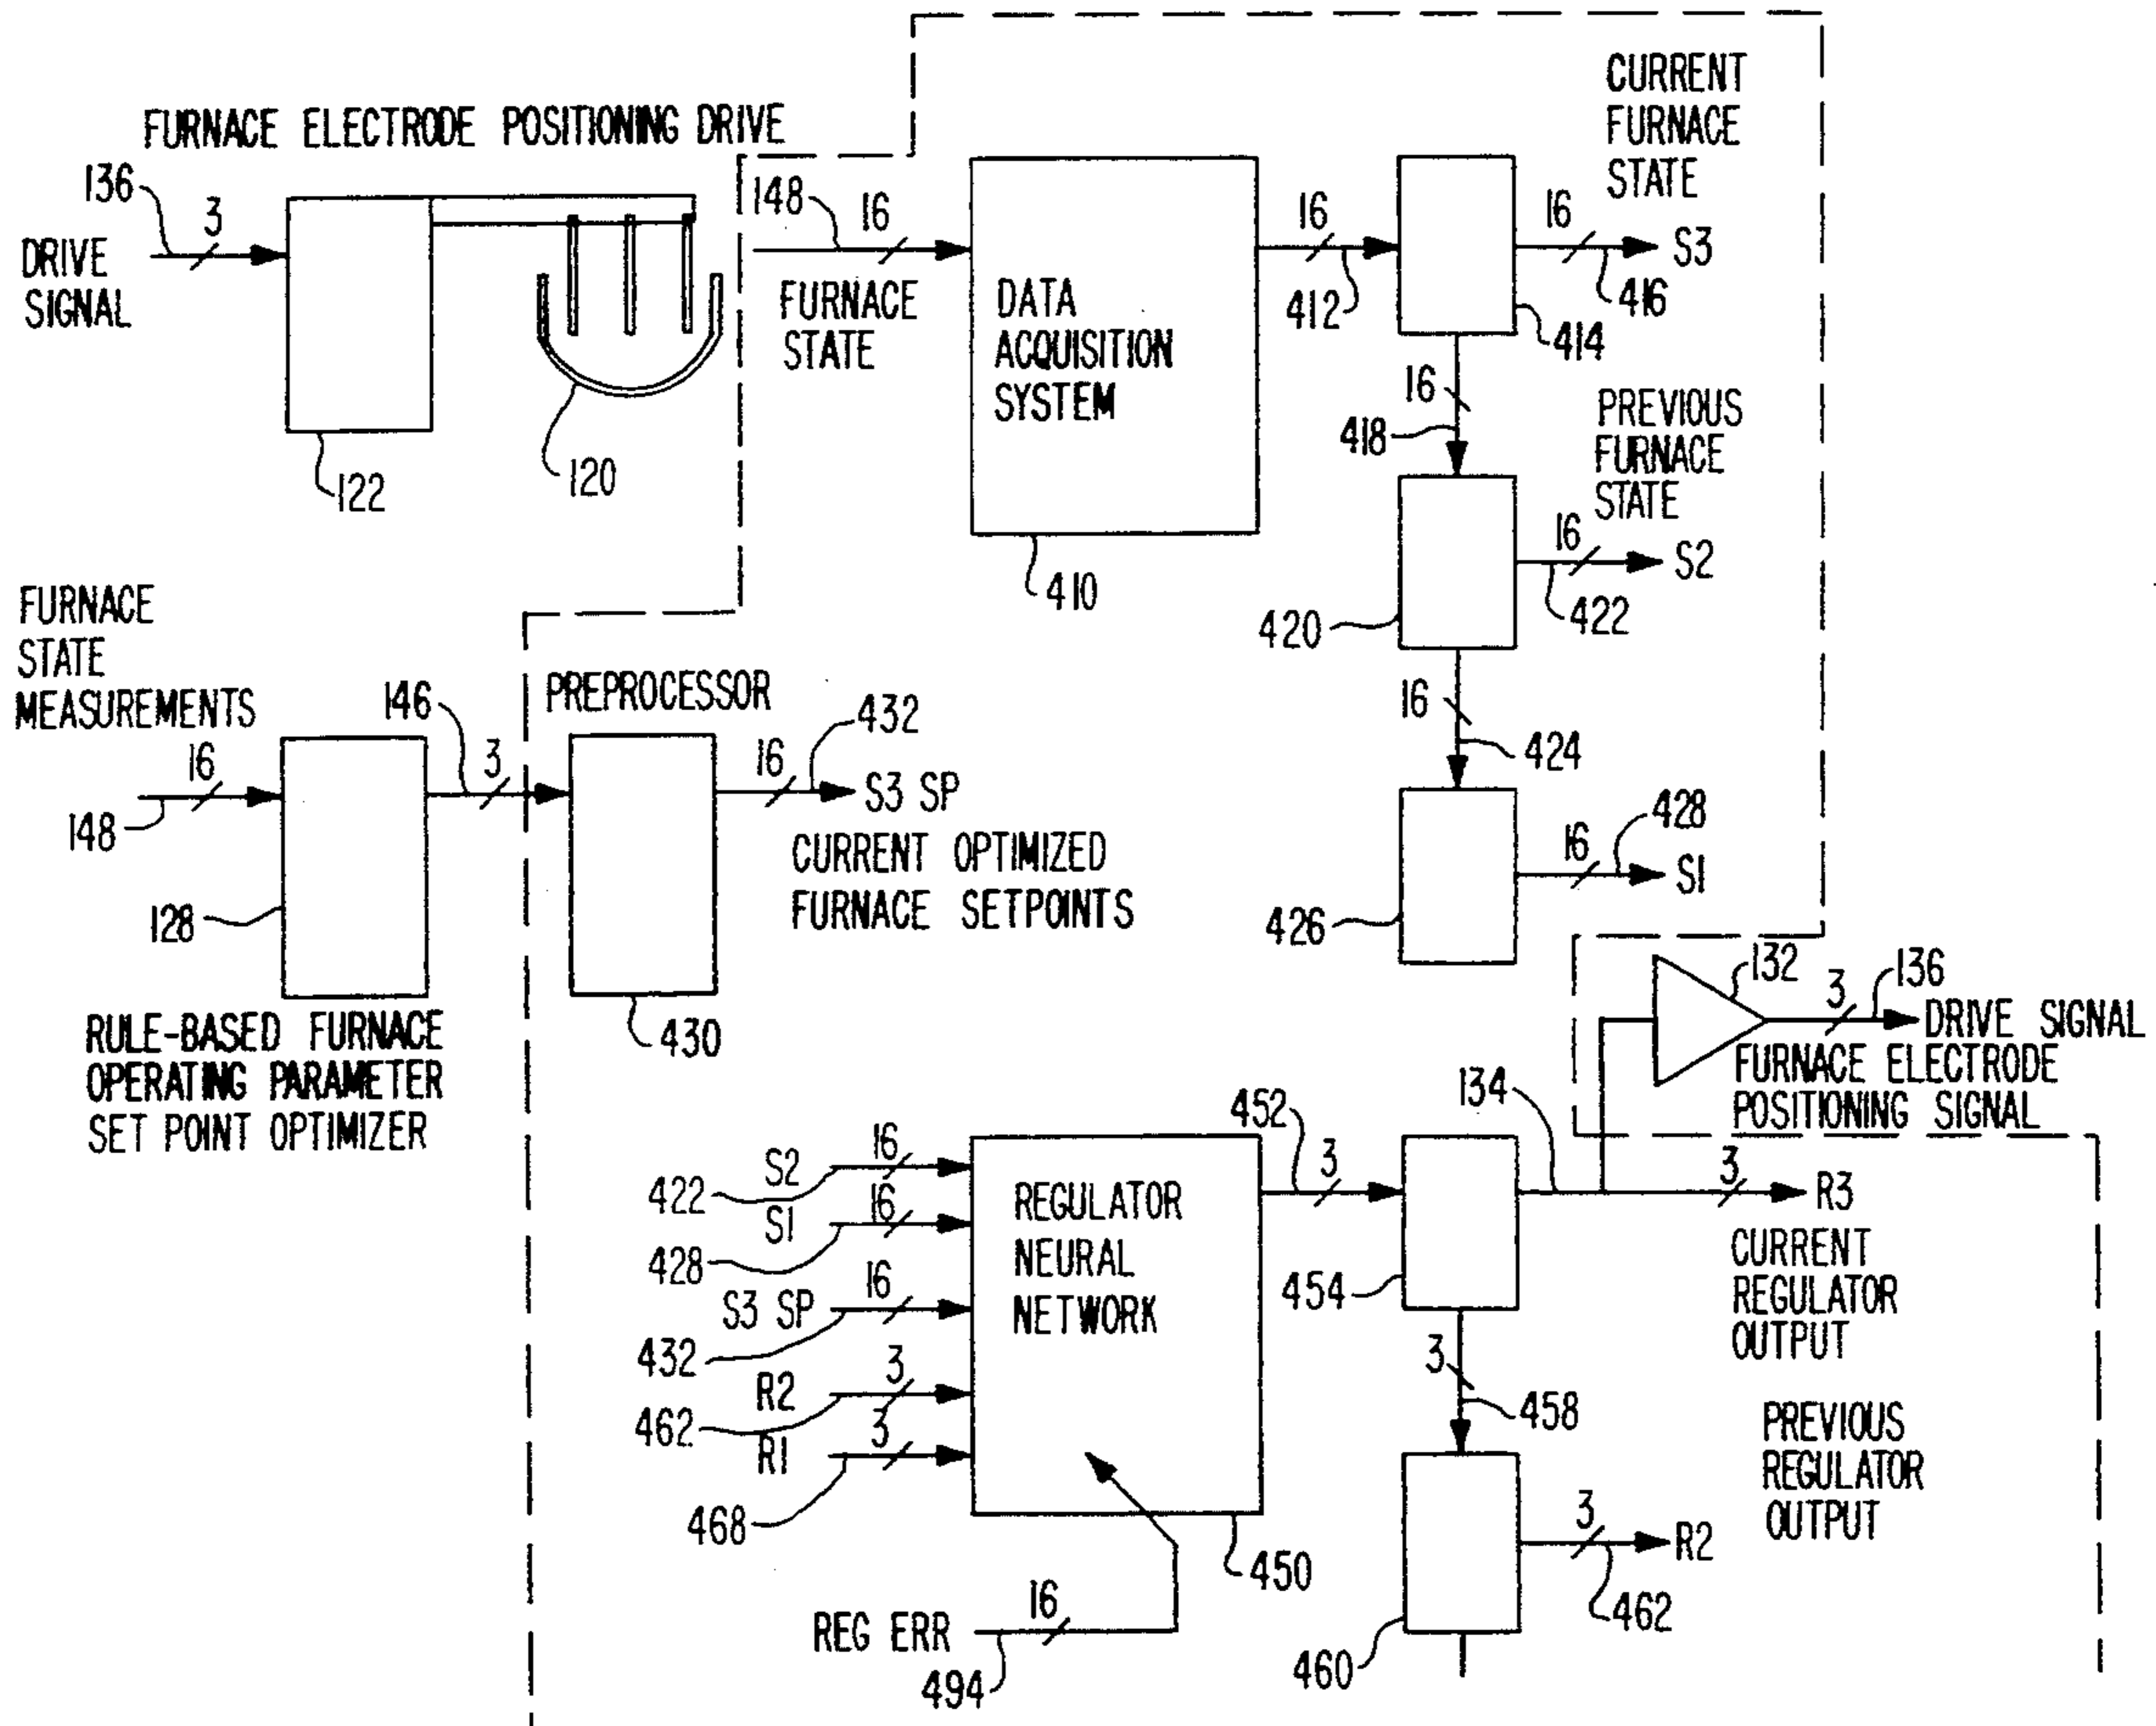 FURNACE ELECTRODE POSITIONING DRIVE
136
3
DRIVE
SIGNAL
122
120
148
16
FURNACE
STATE
DATA
ACQUISITION
SYSTEM
410
16
412
414
CURRENT
FURNACE
STATE
16
S3
416
16
418
PREVIOUS
FURNACE
STATE
420
16
S2
422
16
424
426
16
428
S1
FURNACE
STATE
MEASUREMENTS
16
148
128
146
3
RULE-BASED FURNACE
OPERATING PARAMETER
SET POINT OPTIMIZER
PREPROCESSOR
430
16
432
S3 SP
CURRENT OPTIMIZED
FURNACE SETPOINTS
132
3
136
DRIVE SIGNAL
FURNACE ELECTRODE
POSITIONING SIGNAL
S2
16
422
S1
16
428
S3 SP
16
432
R2
3
462
R1
3
468
REGULATOR
NEURAL
NETWORK
450
REG ERR
16
494
452
3
454
134
3
R3
CURRENT
REGULATOR
OUTPUT
3
458
PREVIOUS
REGULATOR
OUTPUT
460
3
R2
462